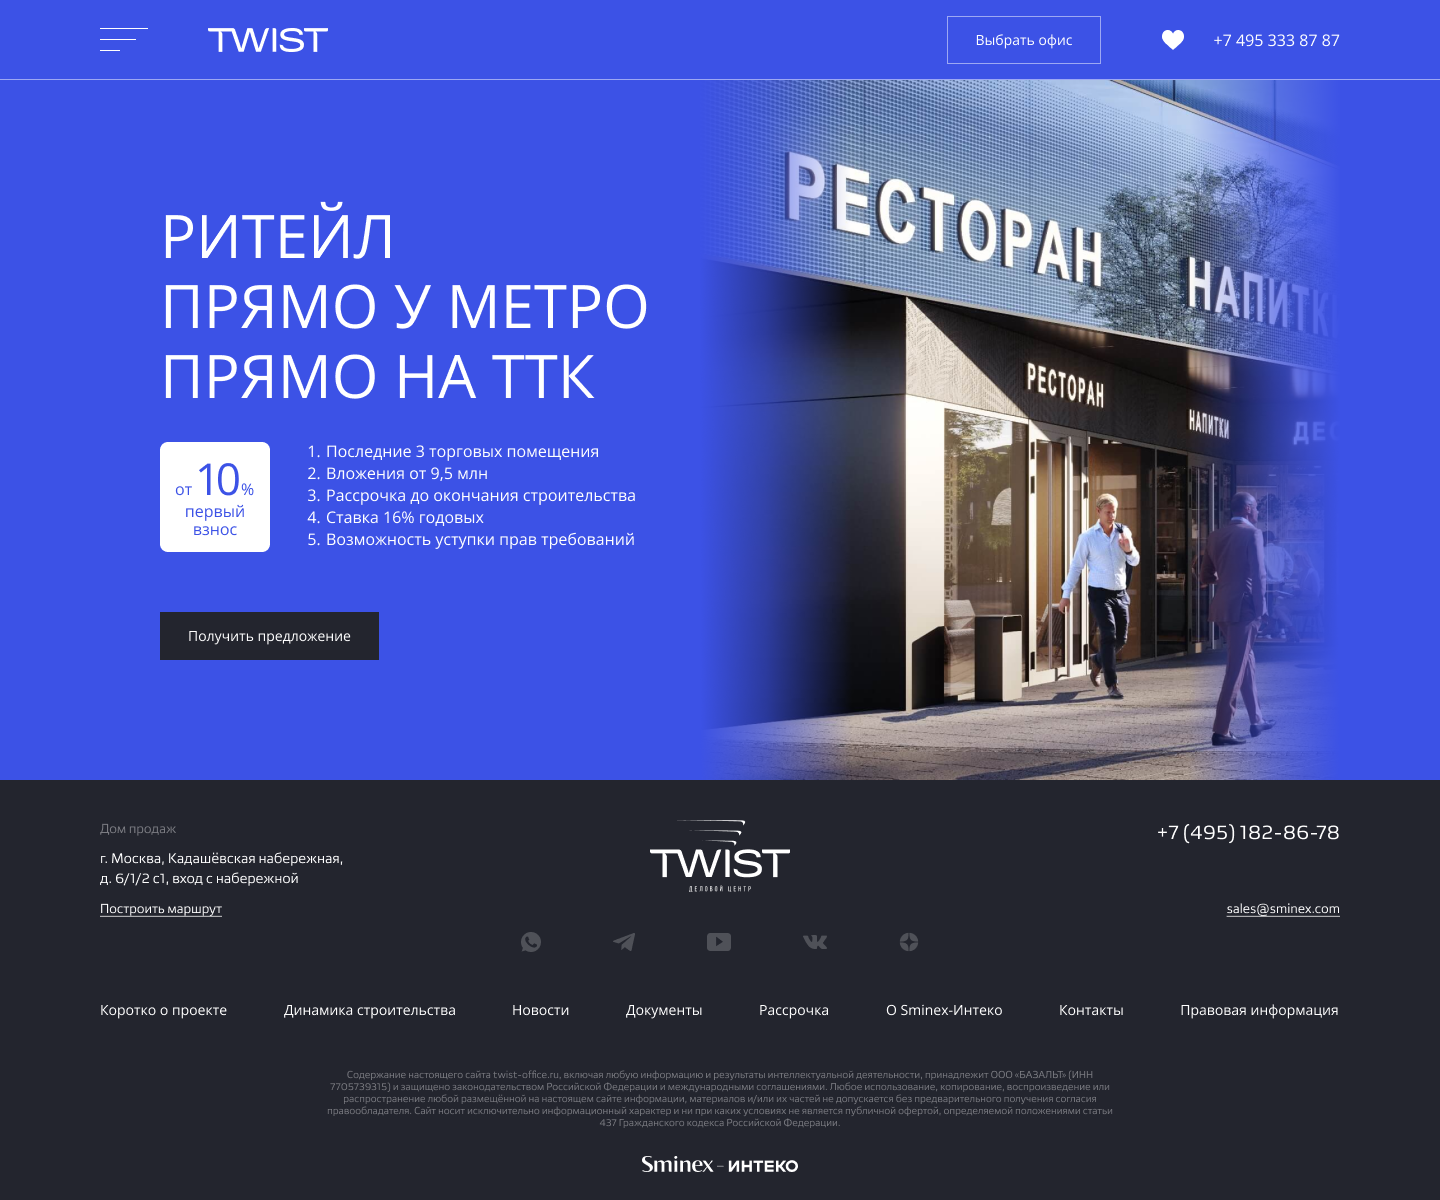 TWIST
Выбрать офис
+7 495 333 87 87
РИТЕЙЛ
ПРЯМО У МЕТРО
ПРЯМО НА ТТК
от 10%
первый
взнос
1. Последние 3 торговых помещения
2. Вложения от 9,5 млн
3. Рассрочка до окончания строительства
4. Ставка 16% годовых
5. Возможность уступки прав требований
Получить предложение
РЕСТОРАН
НАПИТКИ
РЕСТОРАН
НАПИТКИ
ДЕС
Дом продаж
г. Москва, Кадашёвская набережная,
д. 6/1/2 с1, вход с набережной
Построить маршрут
TWIST
ДЕЛОВОЙ ЦЕНТР
+7 (495) 182-86-78
sales@sminex.com
Коротко о проекте
Динамика строительства
Новости
Документы
Рассрочка
О Sminex-Интеко
Контакты
Правовая информация
Содержание настоящего сайта twist-office.ru, включая любую информацию и результаты интеллектуальной деятельности, принадлежит ООО «БАЗАЛЬТ» (ИНН
7705739315) и защищено законодательством Российской Федерации и международными соглашениями. Любое использование, копирование, воспроизведение или
распространение любой размещённой на настоящем сайте информации, материалов и/или их частей не допускается без предварительного получения согласия
правообладателя. Сайт носит исключительно информационный характер и ни при каких условиях не является публичной офертой, определяемой положениями статьи
437 Гражданского кодекса Российской Федерации.
Sminex - ИНТЕКО